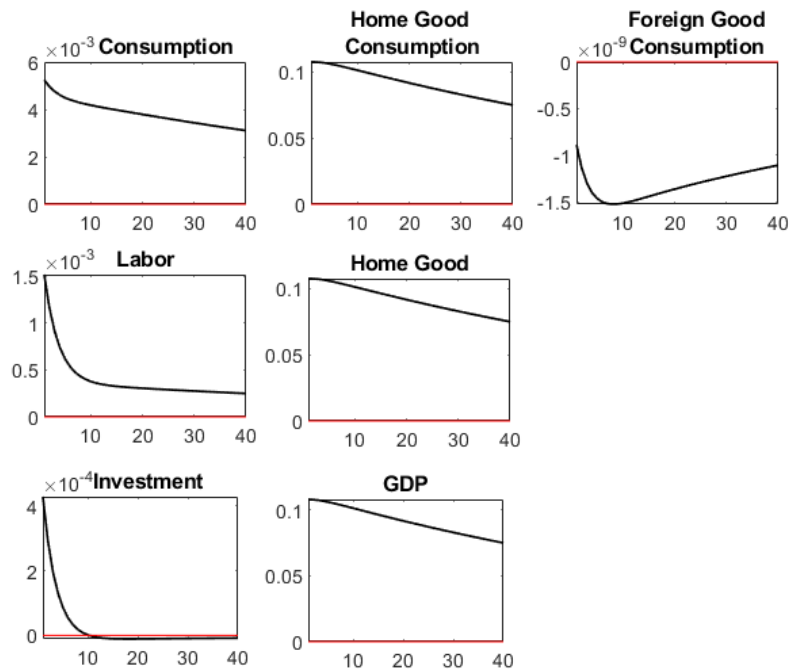 ×10⁻³ Consumption
6
4
2
0
10 20 30 40
Home Good
Consumption
0.1
0.05
0
10 20 30 40
Foreign Good
×10⁻⁹ Consumption
0
-0.5
-1
-1.5
10 20 30 40
×10⁻³ Labor
1.5
1
0.5
0
10 20 30 40
Home Good
0.1
0.05
0
10 20 30 40
×10⁻⁴ Investment
4
2
0
10 20 30 40
GDP
0.1
0.05
0
10 20 30 40